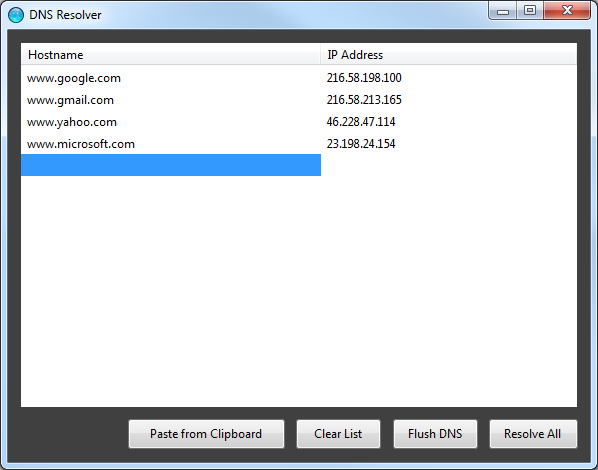 DNS Resolver
Hostname IP Address
www.google.com 216.58.198.100
www.gmail.com 216.58.213.165
www.yahoo.com 46.228.47.114
www.microsoft.com 23.198.24.154
Paste from Clipboard Clear List Flush DNS Resolve All